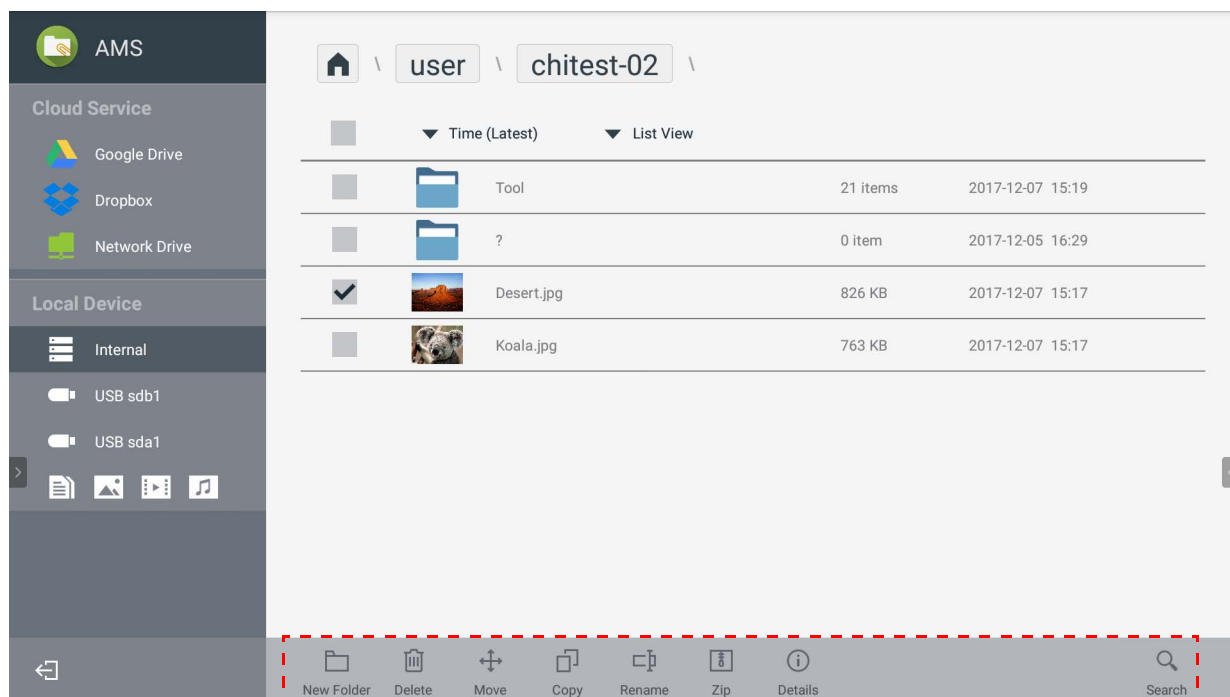 AMS
Cloud Service
Google Drive
Dropbox
Network Drive
Local Device
Internal
USB sdb1
USB sda1
\ user \ chitest-02 \
Time (Latest) List View
Tool 21 items 2017-12-07 15:19
? 0 item 2017-12-05 16:29
Desert.jpg 826 KB 2017-12-07 15:17
Koala.jpg 763 KB 2017-12-07 15:17
New Folder Delete Move Copy Rename Zip Details Search